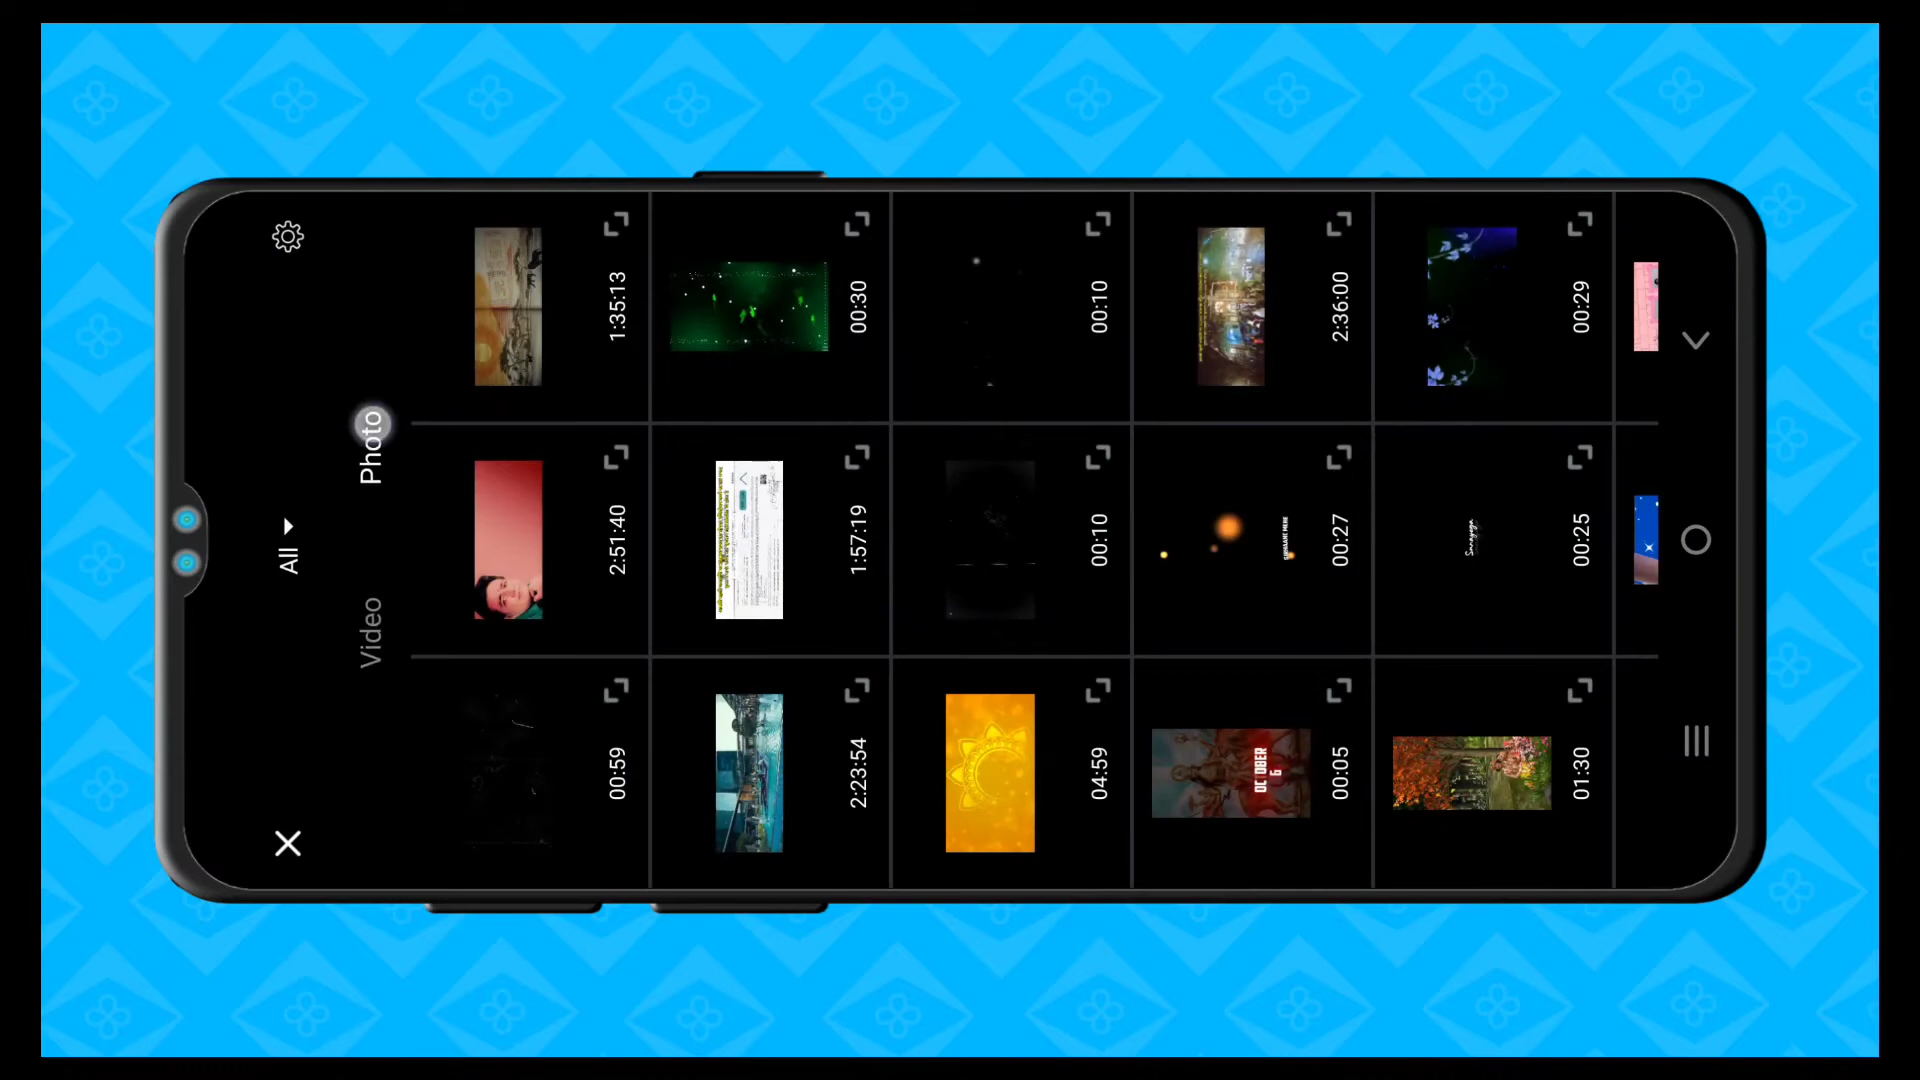 All
Video Photo
00:59 2:51:40 1:35:13
2:23:54 1:57:19 00:30
04:59 00:10 00:10
OCTOBER
6
00:05 00:27 2:36:00
01:30 00:25 00:29